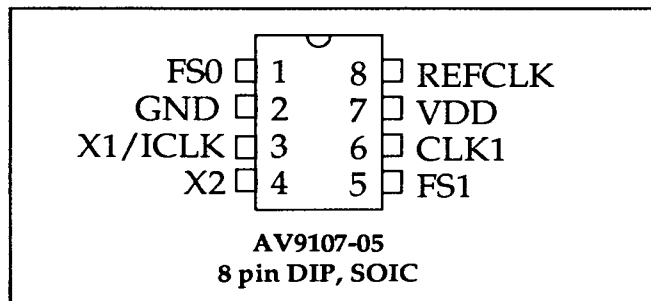 FS0 1 8 REFCLK
GND 2 7 VDD
X1/ICLK 3 6 CLK1
X2 4 5 FS1
AV9107-05
8 pin DIP, SOIC